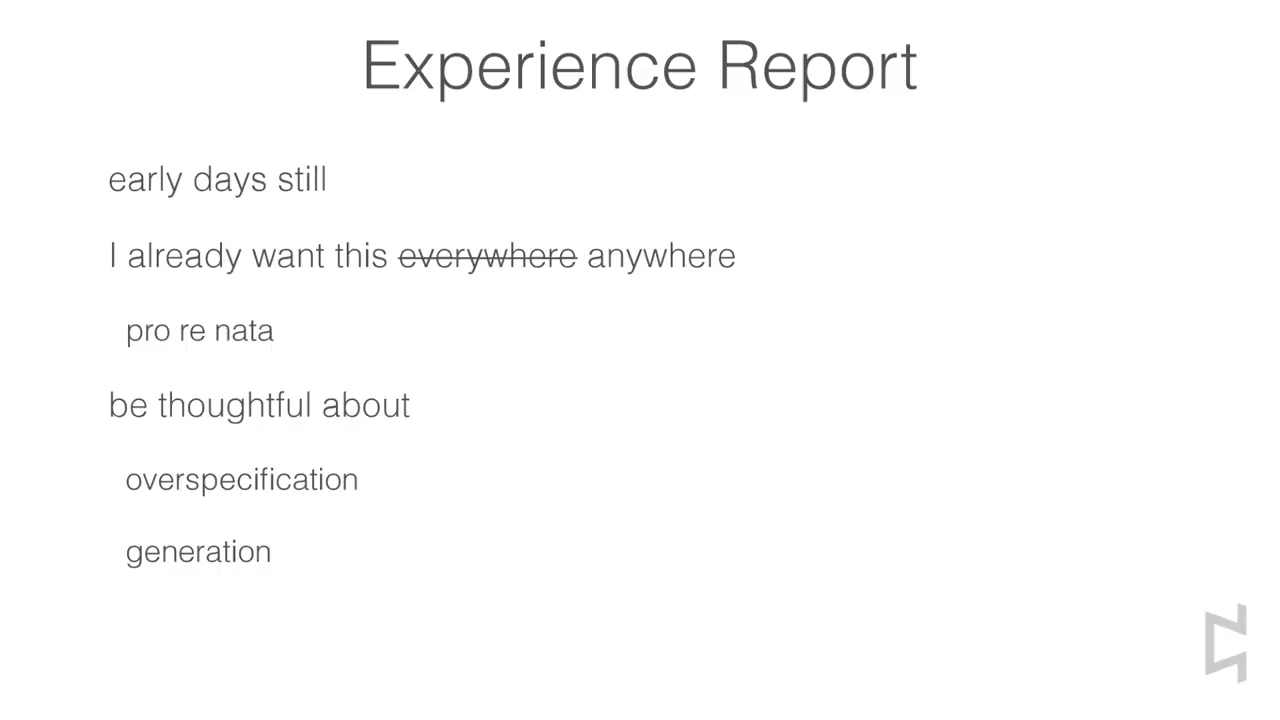 Experience Report
early days still
I already want this everywhere anywhere
pro re nata
be thoughtful about
overspecification
generation